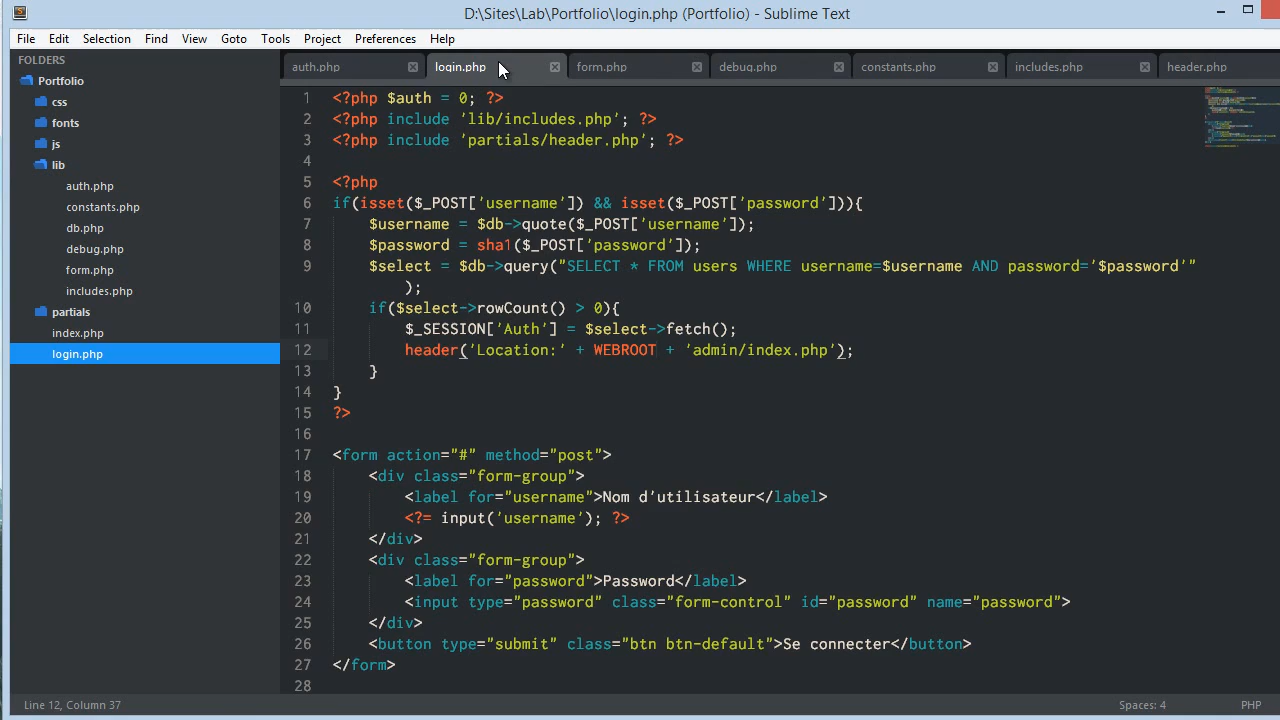 D:\Sites\Lab\Portfolio\login.php (Portfolio) - Sublime Text
File Edit Selection Find View Goto Tools Project Preferences Help
FOLDERS
Portfolio
css
fonts
js
lib
auth.php
constants.php
db.php
debug.php
form.php
includes.php
partials
index.php
login.php
auth.php login.php form.php debug.php constants.php includes.php header.php
1 <?php $auth = 0; ?>
2 <?php include 'lib/includes.php'; ?>
3 <?php include 'partials/header.php'; ?>
4
5 <?php
6 if(isset($_POST['username']) && isset($_POST['password'])){
7 $username = $db->quote($_POST['username']);
8 $password = sha1($_POST['password']);
9 $select = $db->query("SELECT * FROM users WHERE username=$username AND password='$password'"
);
10 if($select->rowCount() > 0){
11 $_SESSION['Auth'] = $select->fetch();
12 header('Location:' + WEBROOT + 'admin/index.php');
13 }
14 }
15 ?>
16
17 <form action="#" method="post">
18 <div class="form-group">
19 <label for="username">Nom d'utilisateur</label>
20 <?= input('username'); ?>
21 </div>
22 <div class="form-group">
23 <label for="password">Password</label>
24 <input type="password" class="form-control" id="password" name="password">
25 </div>
26 <button type="submit" class="btn btn-default">Se connecter</button>
27 </form>
28
Line 12, Column 37
Spaces: 4 PHP